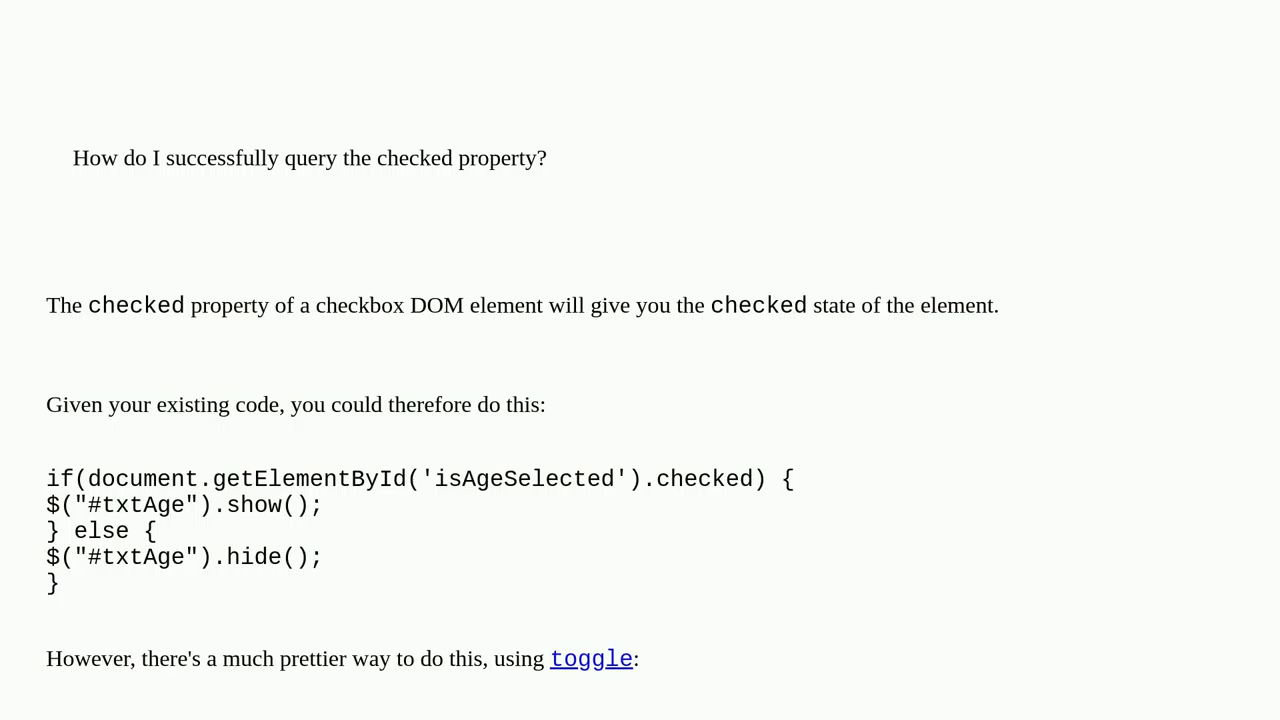 How do I successfully query the checked property?
The checked property of a checkbox DOM element will give you the checked state of the element.
Given your existing code, you could therefore do this:
if(document.getElementById('isAgeSelected').checked) {
$("#txtAge").show();
} else {
$("#txtAge").hide();
}
However, there's a much prettier way to do this, using toggle: